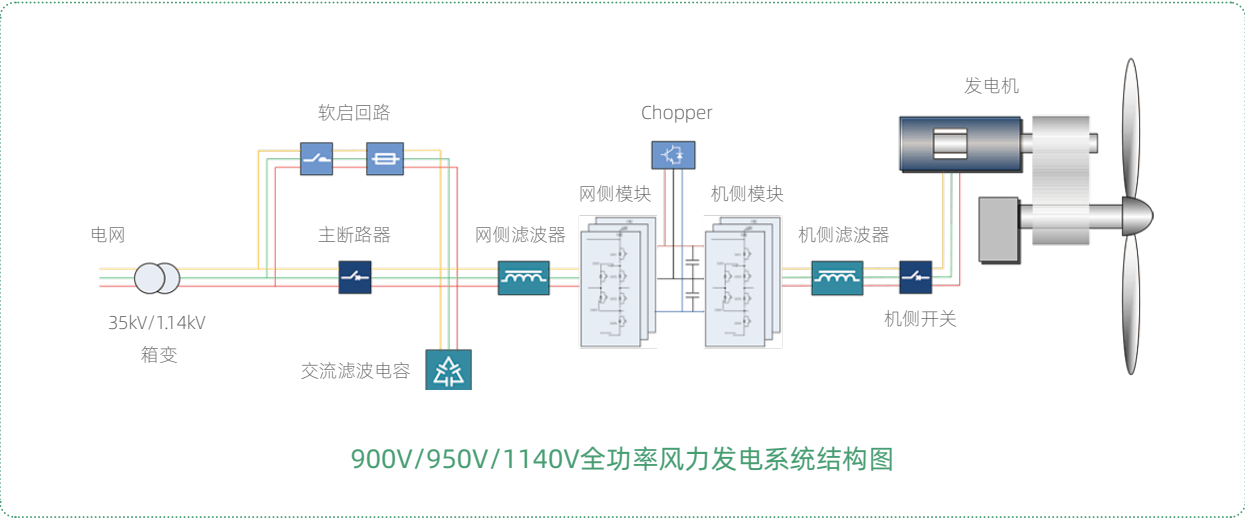 发电机
软启回路
Chopper
网侧模块
机侧模块
电网
主断路器
网侧滤波器
机侧滤波器
35kV/1.14kV
箱变
机侧开关
交流滤波电容
900V/950V/1140V全功率风力发电系统结构图